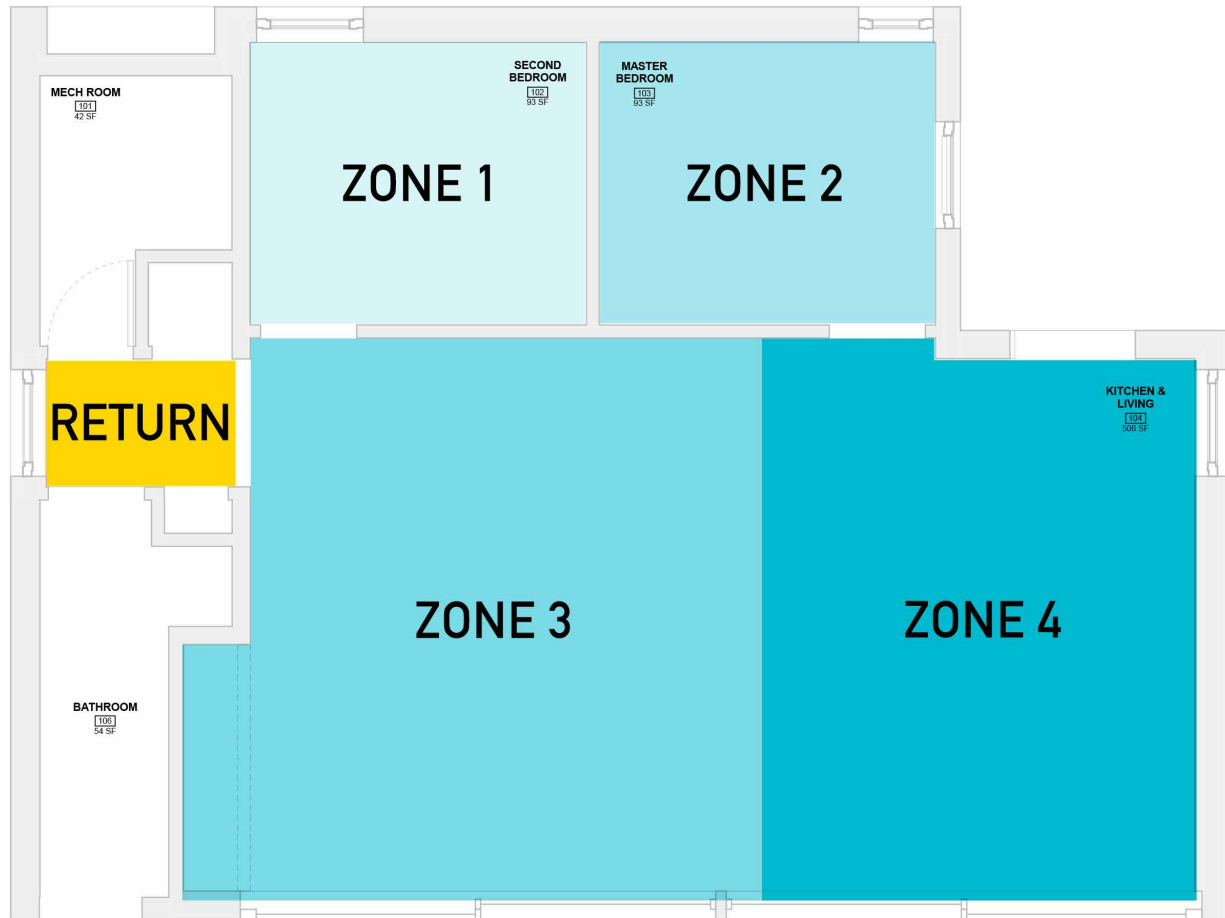 MECH ROOM
101
42 SF
SECOND
BEDROOM
102
93 SF
MASTER
BEDROOM
103
93 SF
ZONE 1
ZONE 2
RETURN
KITCHEN &
LIVING
104
506 SF
ZONE 3
ZONE 4
BATHROOM
106
54 SF